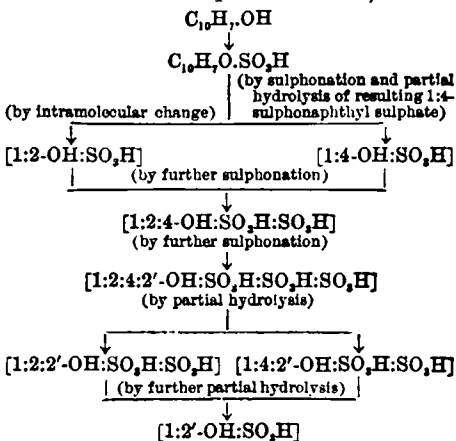 C₁₀H₇.OH
C₁₀H₇O.SO₃H
(by sulphonation and partial
hydrolysis of resulting 1:4-
(by intramolecular change) sulphonaphthyl sulphate)
[1:2-OH:SO₃H] [1:4-OH:SO₃H]
(by further sulphonation)
[1:2:4-OH:SO₃H:SO₃H]
(by further sulphonation)
[1:2:4:2′-OH:SO₃H:SO₃H:SO₃H]
(by partial hydrolysis)
[1:2:2′-OH:SO₃H:SO₃H] [1:4:2′-OH:SO₃H:SO₃H]
(by further partial hydrolysis)
[1:2′-OH:SO₃H]